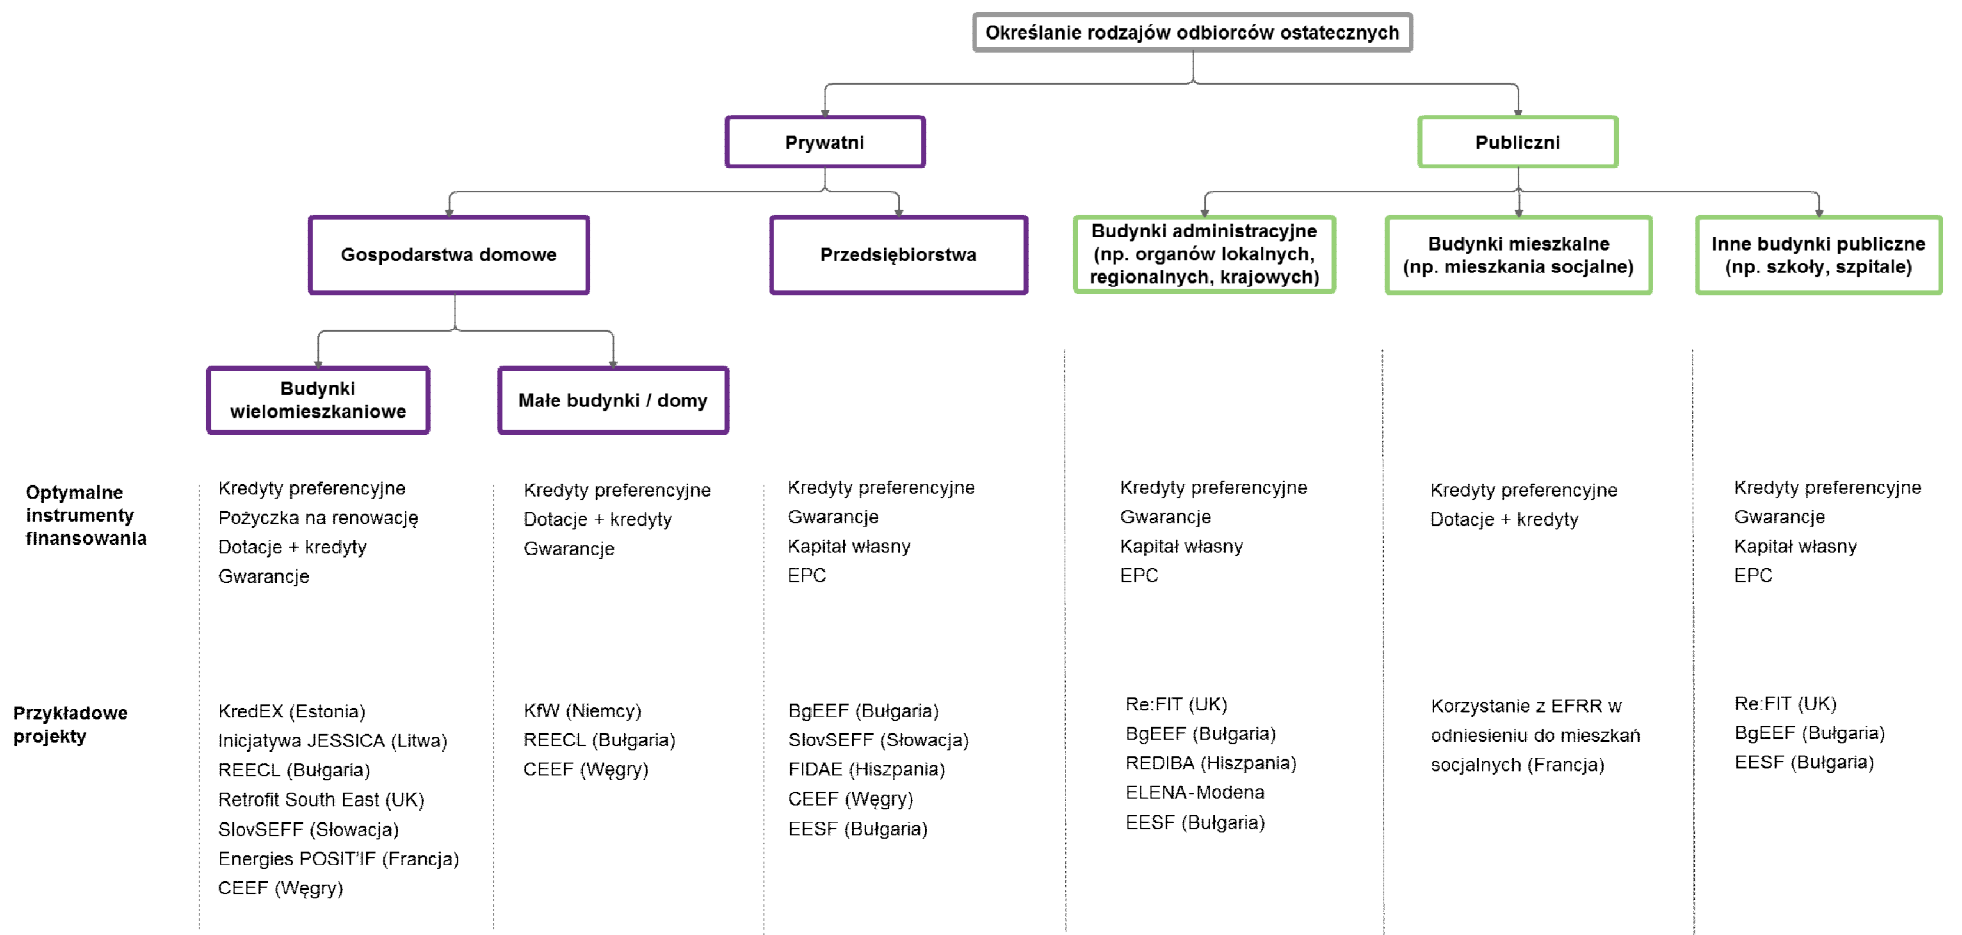 Określanie rodzajów odbiorców ostatecznych
Prywatni
Publiczni
Gospodarstwa domowe
Przedsiębiorstwa
Budynki administracyjne
(np. organów lokalnych,
regionalnych, krajowych)
Budynki mieszkalne
(np. mieszkania socjalne)
Inne budynki publiczne
(np. szkoły, szpitale)
Budynki
wielomieszkaniowe
Małe budynki / domy
Optymalne
instrumenty
finansowania
Kredyty preferencyjne
Pożyczka na renowację
Dotacje + kredyty
Gwarancje
Kredyty preferencyjne
Dotacje + kredyty
Gwarancje
Kredyty preferencyjne
Gwarancje
Kapitał własny
EPC
Kredyty preferencyjne
Gwarancje
Kapitał własny
EPC
Kredyty preferencyjne
Dotacje + kredyty
Kredyty preferencyjne
Gwarancje
Kapitał własny
EPC
Przykładowe
projekty
KredEX (Estonia)
Inicjatywa JESSICA (Litwa)
REECL (Bułgaria)
Retrofit South East (UK)
SlovSEFF (Słowacja)
Energies POSIT'IF (Francja)
CEEF (Węgry)
KfW (Niemcy)
REECL (Bułgaria)
CEEF (Węgry)
BgEEF (Bułgaria)
SlovSEFF (Słowacja)
FIDAE (Hiszpania)
CEEF (Węgry)
EESF (Bułgaria)
Re:FIT (UK)
BgEEF (Bułgaria)
REDIBA (Hiszpania)
ELENA-Modena
EESF (Bułgaria)
Korzystanie z EFRR w
odniesieniu do mieszkań
socjalnych (Francja)
Re:FIT (UK)
BgEEF (Bułgaria)
EESF (Bułgaria)